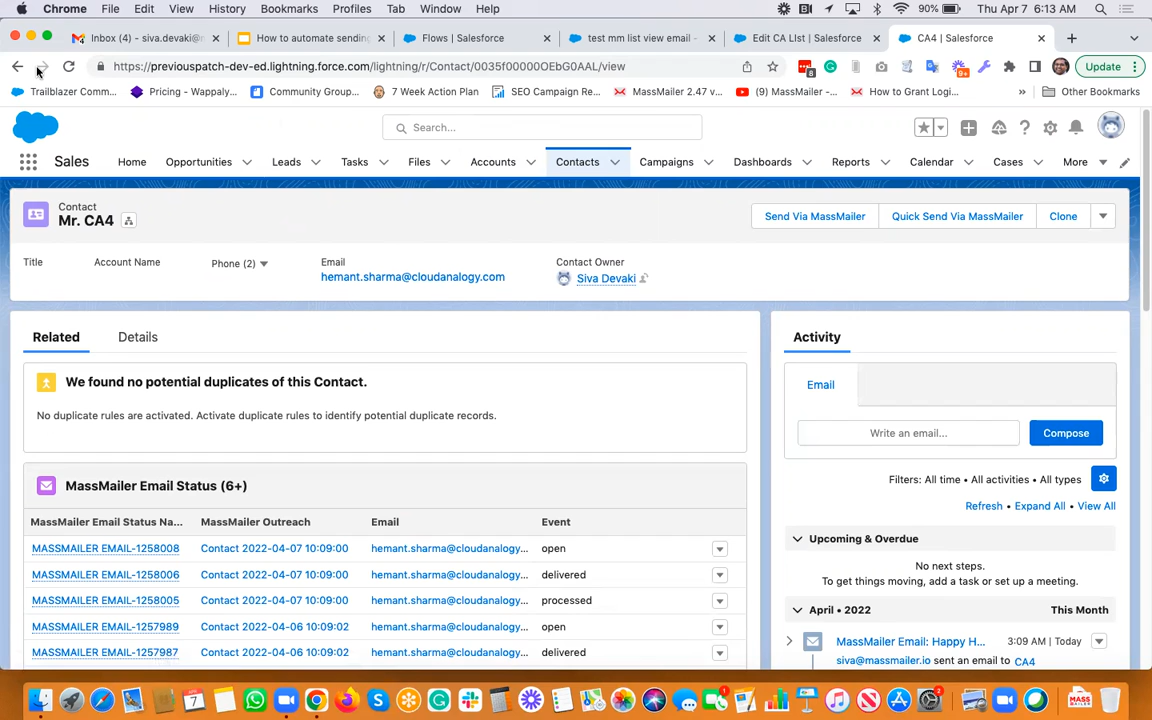 Chrome File Edit View History Bookmarks Profiles Tab Window Help 90% Thu Apr 7 6:13 AM
Inbox (4) - siva.devaki@ How to automate sending Flows | Salesforce test mm list view email - Edit CA LIst | Salesforce CA4 | Salesforce
https://previouspatch-dev-ed.lightning.force.com/lightning/r/Contact/0035f00000OEbG0AAL/view Update
Trailblazer Comm... Pricing - Wappaly... Community Group... 7 Week Action Plan SEO Campaign Re... MassMailer 2.47 v... (9) MassMailer -... How to Grant Logi... » Other Bookmarks
Search...
Sales Home Opportunities Leads Tasks Files Accounts Contacts Campaigns Dashboards Reports Calendar Cases More
Contact
Mr. CA4
Send Via MassMailer Quick Send Via MassMailer Clone
Title Account Name Phone (2) Email Contact Owner
hemant.sharma@cloudanalogy.com Siva Devaki
Related Details
Activity
We found no potential duplicates of this Contact.
No duplicate rules are activated. Activate duplicate rules to identify potential duplicate records.
Email
Write an email... Compose
Filters: All time • All activities • All types
Refresh • Expand All • View All
MassMailer Email Status (6+)
MassMailer Email Status Na... MassMailer Outreach Email Event
MASSMAILER EMAIL-1258008 Contact 2022-04-07 10:09:00 hemant.sharma@cloudanalogy... open
MASSMAILER EMAIL-1258006 Contact 2022-04-07 10:09:00 hemant.sharma@cloudanalogy... delivered
MASSMAILER EMAIL-1258005 Contact 2022-04-07 10:09:00 hemant.sharma@cloudanalogy... processed
MASSMAILER EMAIL-1257989 Contact 2022-04-06 10:09:02 hemant.sharma@cloudanalogy... open
MASSMAILER EMAIL-1257987 Contact 2022-04-06 10:09:02 hemant.sharma@cloudanalogy... delivered
Upcoming & Overdue
No next steps.
To get things moving, add a task or set up a meeting.
April • 2022 This Month
MassMailer Email: Happy H... 3:09 AM | Today
siva@massmailer.io sent an email to CA4